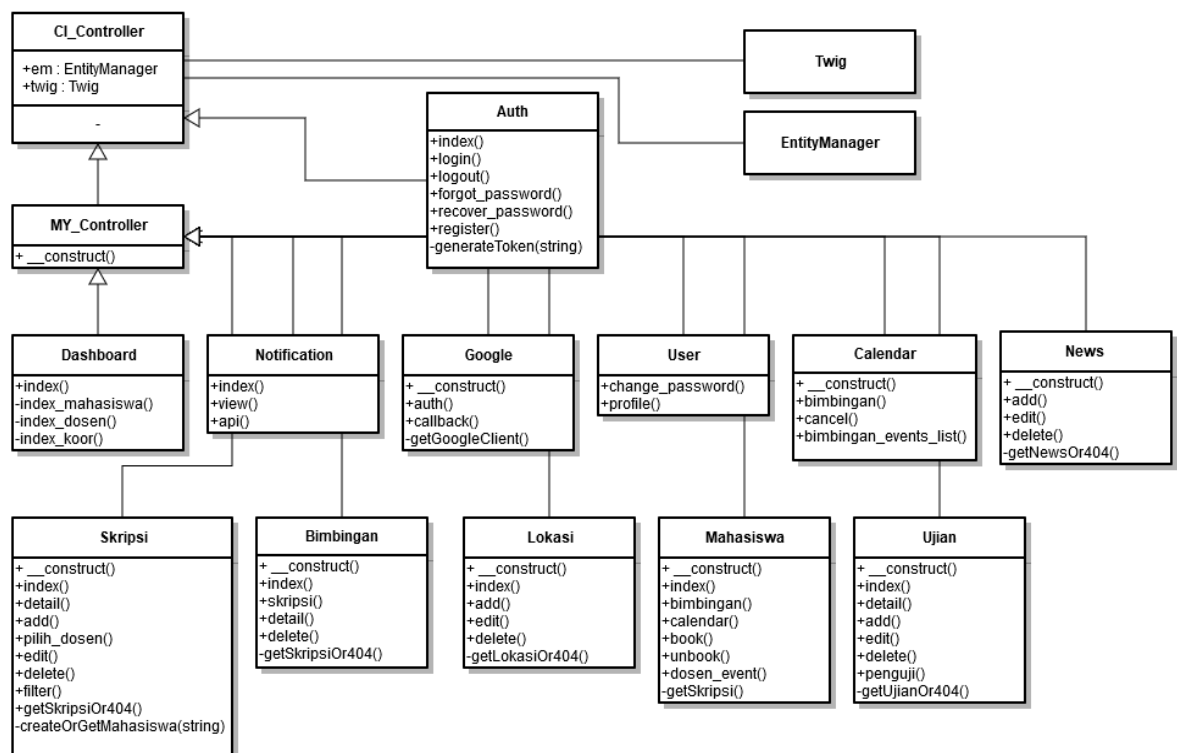 CI_Controller
+em : EntityManager
+twig : Twig
-
Twig
EntityManager
Auth
+index()
+login()
+logout()
+forgot_password()
+recover_password()
+register()
-generateToken(string)
MY_Controller
+ __construct()
Dashboard
+index()
-index_mahasiswa()
-index_dosen()
-index_koor()
Notification
+index()
+view()
+api()
Google
+ __construct()
+auth()
+callback()
-getGoogleClient()
User
+change_password()
+profile()
Calendar
+ __construct()
+bimbingan()
+cancel()
+bimbingan_events_list()
News
+ __construct()
+add()
+edit()
+delete()
-getNewsOr404()
Skripsi
+ __construct()
+index()
+detail()
+add()
+pilih_dosen()
+edit()
+delete()
+filter()
+getSkripsiOr404()
-createOrGetMahasiswa(string)
Bimbingan
+ __construct()
+index()
+skripsi()
+detail()
+delete()
-getSkripsiOr404()
Lokasi
+ __construct()
+index()
+add()
+edit()
+delete()
-getLokasiOr404()
Mahasiswa
+ __construct()
+index()
+bimbingan()
+calendar()
+book()
+unbook()
+dosen_event()
-getSkripsi()
Ujian
+ __construct()
+index()
+detail()
+add()
+edit()
+delete()
+penguji()
-getUjianOr404()